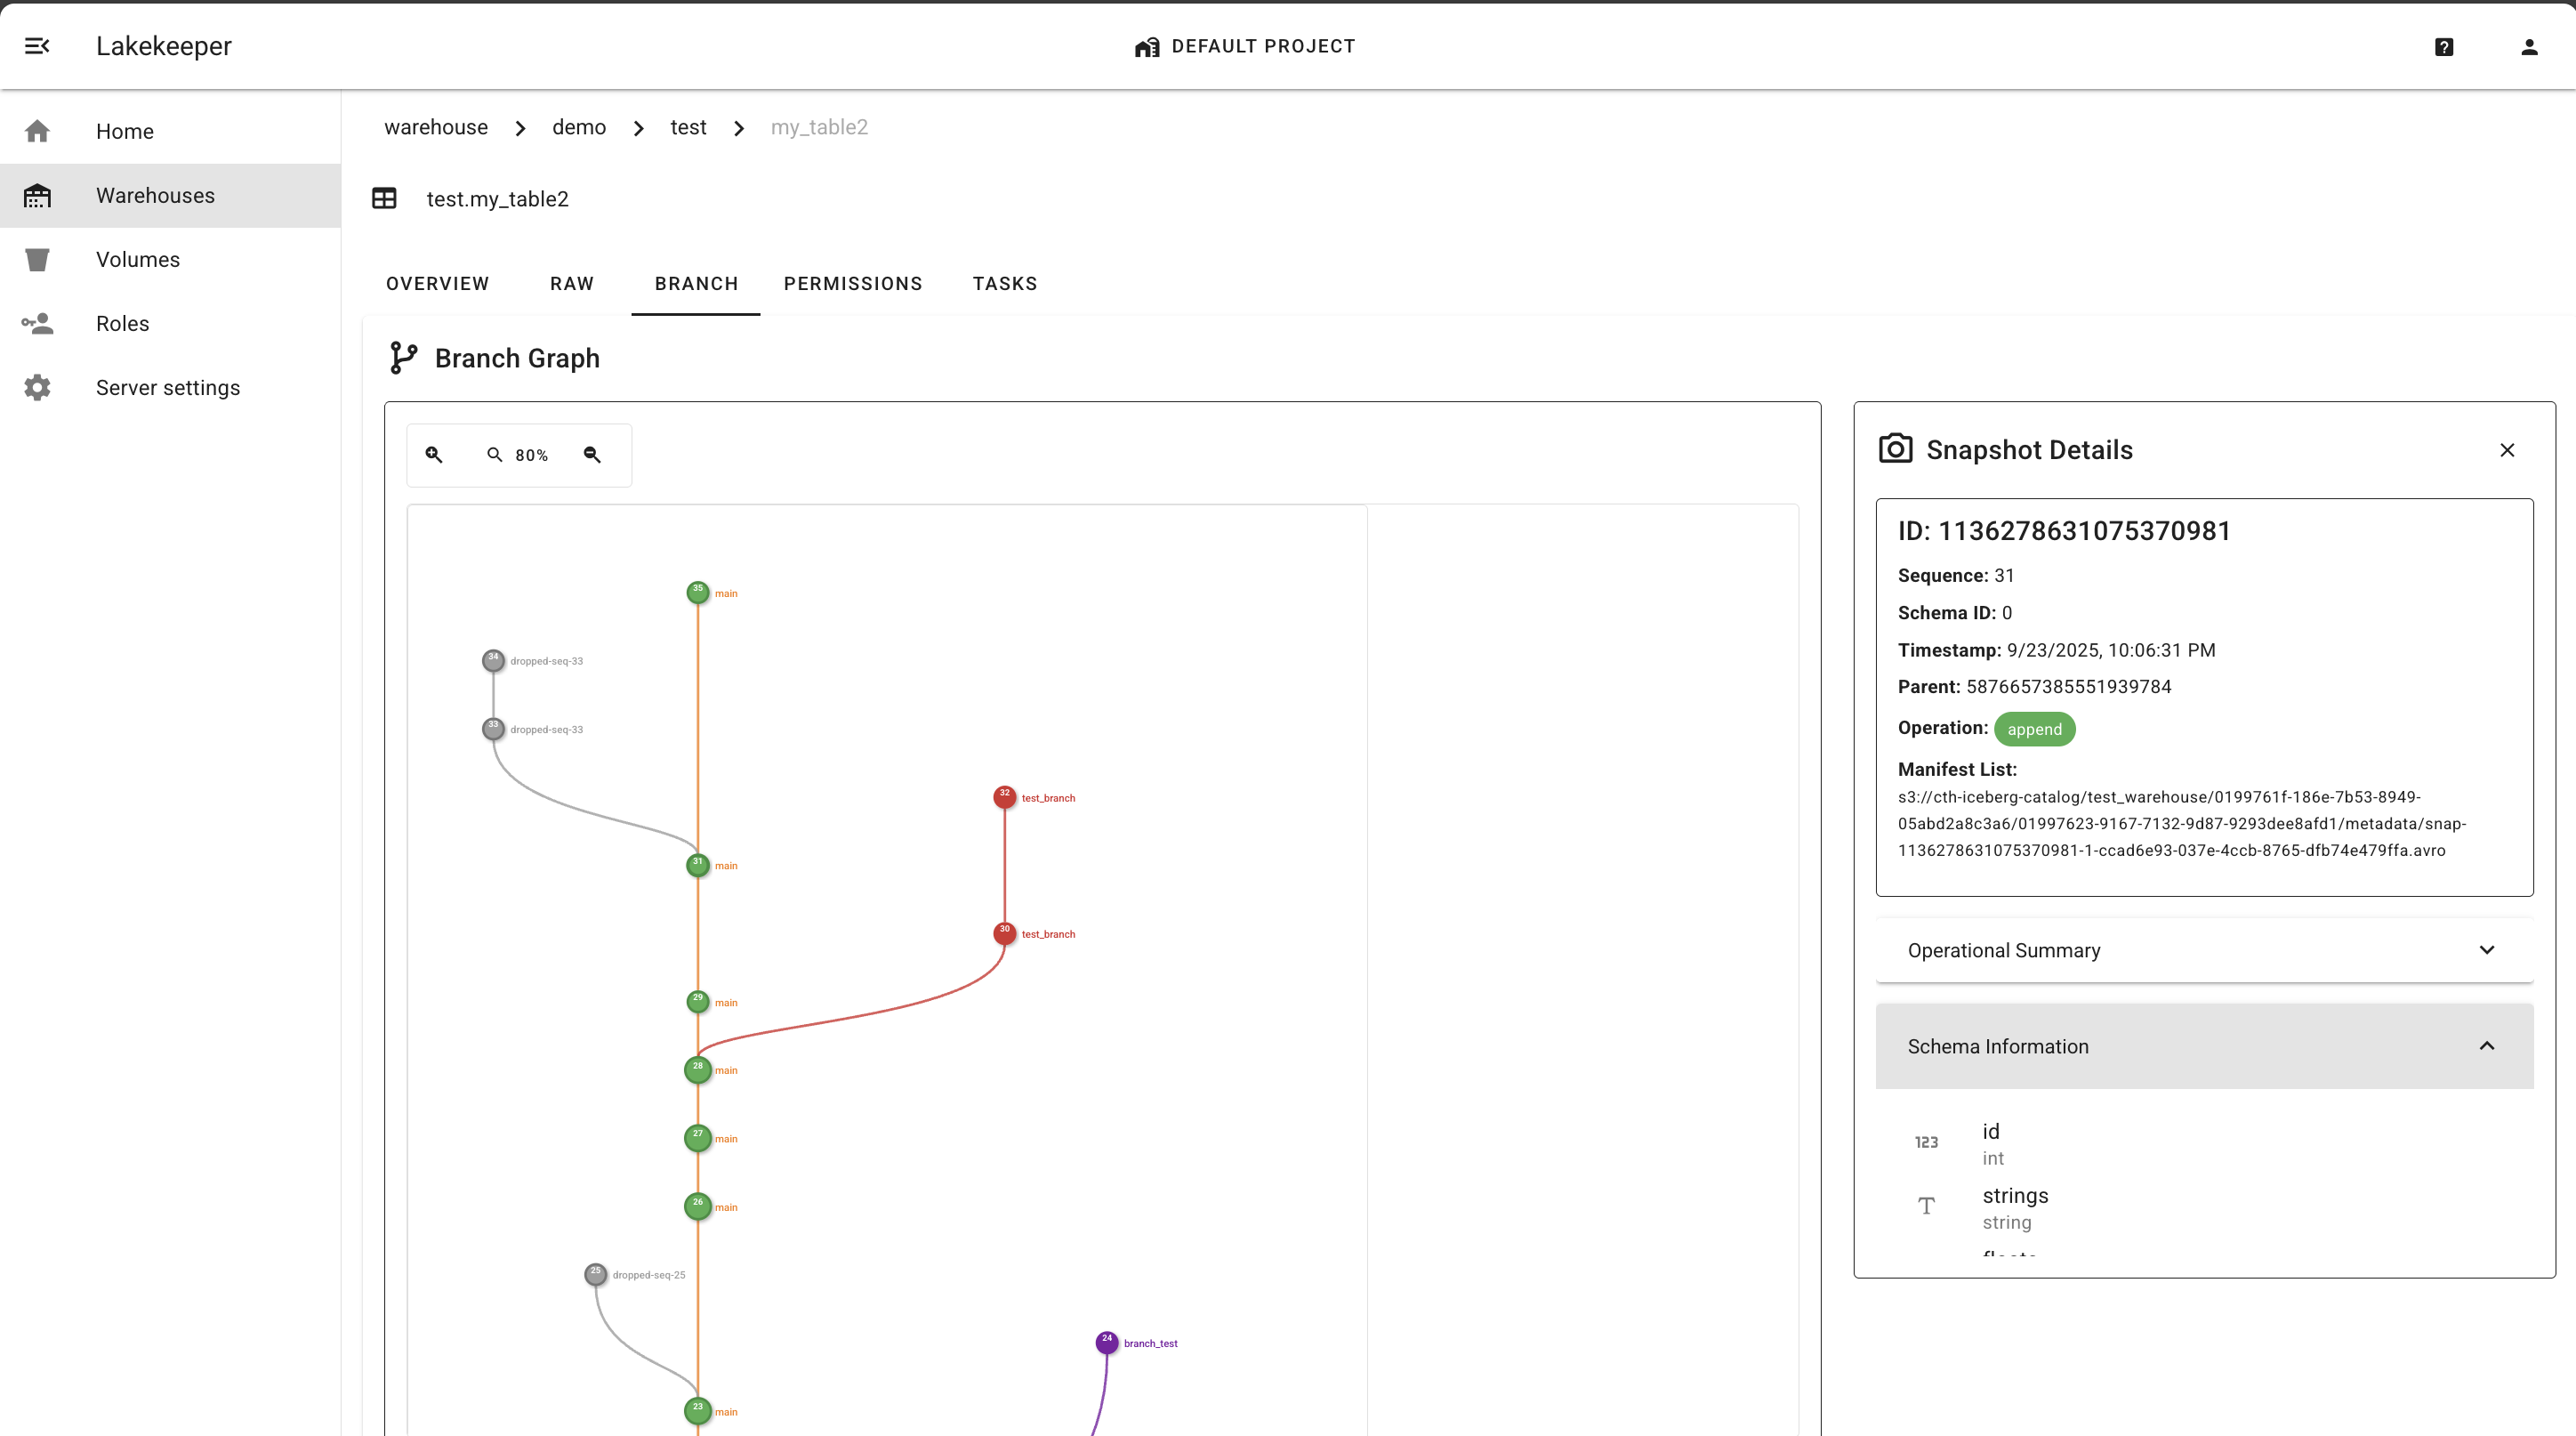 Lakekeeper
DEFAULT PROJECT
Home
Warehouses
Volumes
Roles
Server settings
warehouse demo test my_table2
test.my_table2
OVERVIEW RAW BRANCH PERMISSIONS TASKS
Branch Graph
80%
35 main
34 dropped-seq-33
33 dropped-seq-33
32 test_branch
31 main
30 test_branch
29 main
28 main
27 main
26 main
25 dropped-seq-25
24 branch_test
23 main
Snapshot Details
ID: 1136278631075370981
Sequence: 31
Schema ID: 0
Timestamp: 9/23/2025, 10:06:31 PM
Parent: 5876657385551939784
Operation: append
Manifest List:
s3://cth-iceberg-catalog/test_warehouse/0199761f-186e-7b53-8949-
05abd2a8c3a6/01997623-9167-7132-9d87-9293dee8afd1/metadata/snap-
1136278631075370981-1-ccad6e93-037e-4ccb-8765-dfb74e479ffa.avro
Operational Summary
Schema Information
123
id
int
strings
string